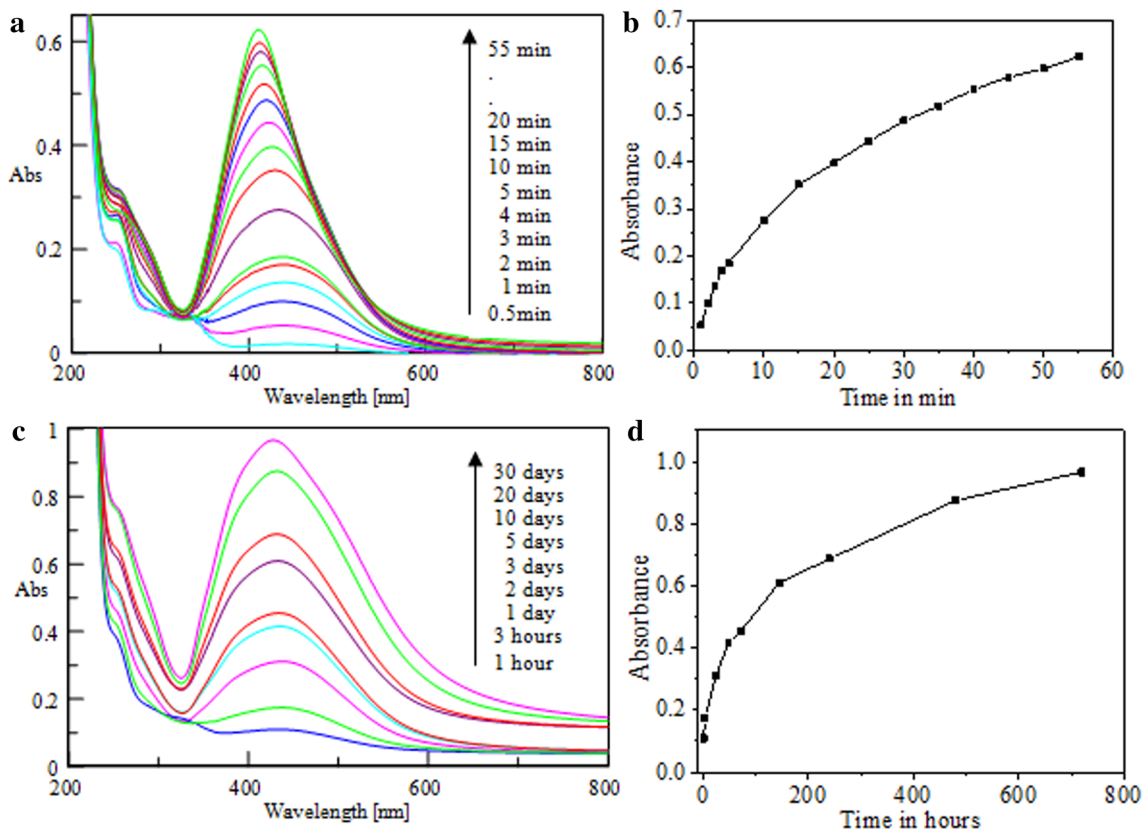 a
0.6
0.4
Abs
0.2
0
200
400
600
800
Wavelength [nm]
55 min
.
.
20 min
15 min
10 min
5 min
4 min
3 min
2 min
1 min
0.5min
b
0.7
0.6
0.5
0.4
0.3
0.2
0.1
0.0
Absorbance
0 10 20 30 40 50 60
Time in min
c
1
0.8
0.6
Abs
0.4
0.2
0
200
400
600
800
Wavelength [nm]
30 days
20 days
10 days
5 days
3 days
2 days
1 day
3 hours
1 hour
d
1.0
0.8
0.6
0.4
0.2
0.0
Absorbance
0 200 400 600 800
Time in hours